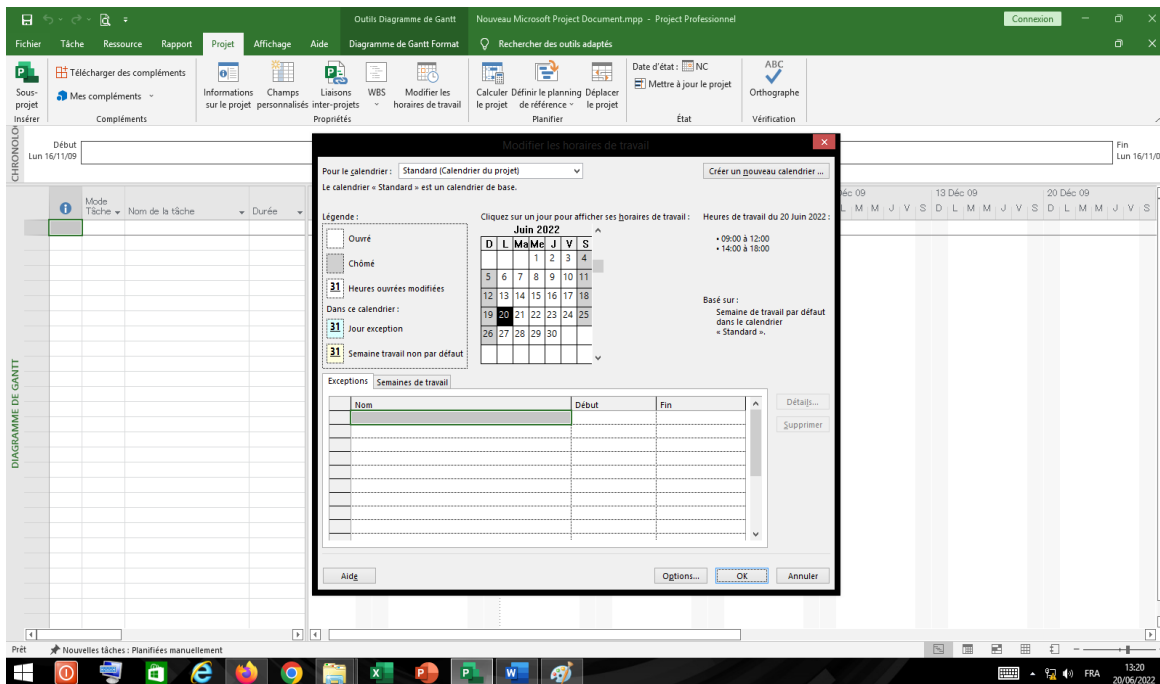 Outils Diagramme de Gantt
Nouveau Microsoft Project Document.mpp - Project Professionnel
Connexion
Fichier Tâche Ressource Rapport Projet Affichage Aide Diagramme de Gantt Format Rechercher des outils adaptés
Sous-projet
Insérer
Télécharger des compléments
Mes compléments
Compléments
Informations sur le projet
Champs personnalisés
Liaisons inter-projets
WBS
Modifier les horaires de travail
Propriétés
Calculer le projet
Définir le planning de référence
Déplacer le projet
Planifier
Date d'état : NC
Mettre à jour le projet
État
ABC
Orthographe
Vérification
CHRONOLO
Début
Lun 16/11/09
Fin
Lun 16/11/0
DIAGRAMME DE GANTT
Mode Tâche
Nom de la tâche
Durée
Déc 09
13 Déc 09
20 Déc 09
L M M J V S D L M M J V S D L M M J V S
Modifier les horaires de travail
Pour le calendrier : Standard (Calendrier du projet)
Créer un nouveau calendrier ...
Le calendrier « Standard » est un calendrier de base.
Légende :
Ouvré
Chômé
31 Heures ouvrées modifiées
Dans ce calendrier :
31 Jour exception
31 Semaine travail non par défaut
Cliquez sur un jour pour afficher ses horaires de travail :
Juin 2022
D L Ma Me J V S
1 2 3 4
5 6 7 8 9 10 11
12 13 14 15 16 17 18
19 20 21 22 23 24 25
26 27 28 29 30
Heures de travail du 20 Juin 2022 :
• 09:00 à 12:00
• 14:00 à 18:00
Basé sur :
Semaine de travail par défaut
dans le calendrier
« Standard ».
Exceptions Semaines de travail
Nom Début Fin
Détails...
Supprimer
Aide
Options...
OK
Annuler
Prêt
Nouvelles tâches : Planifiées manuellement
FRA
13:20
20/06/2022